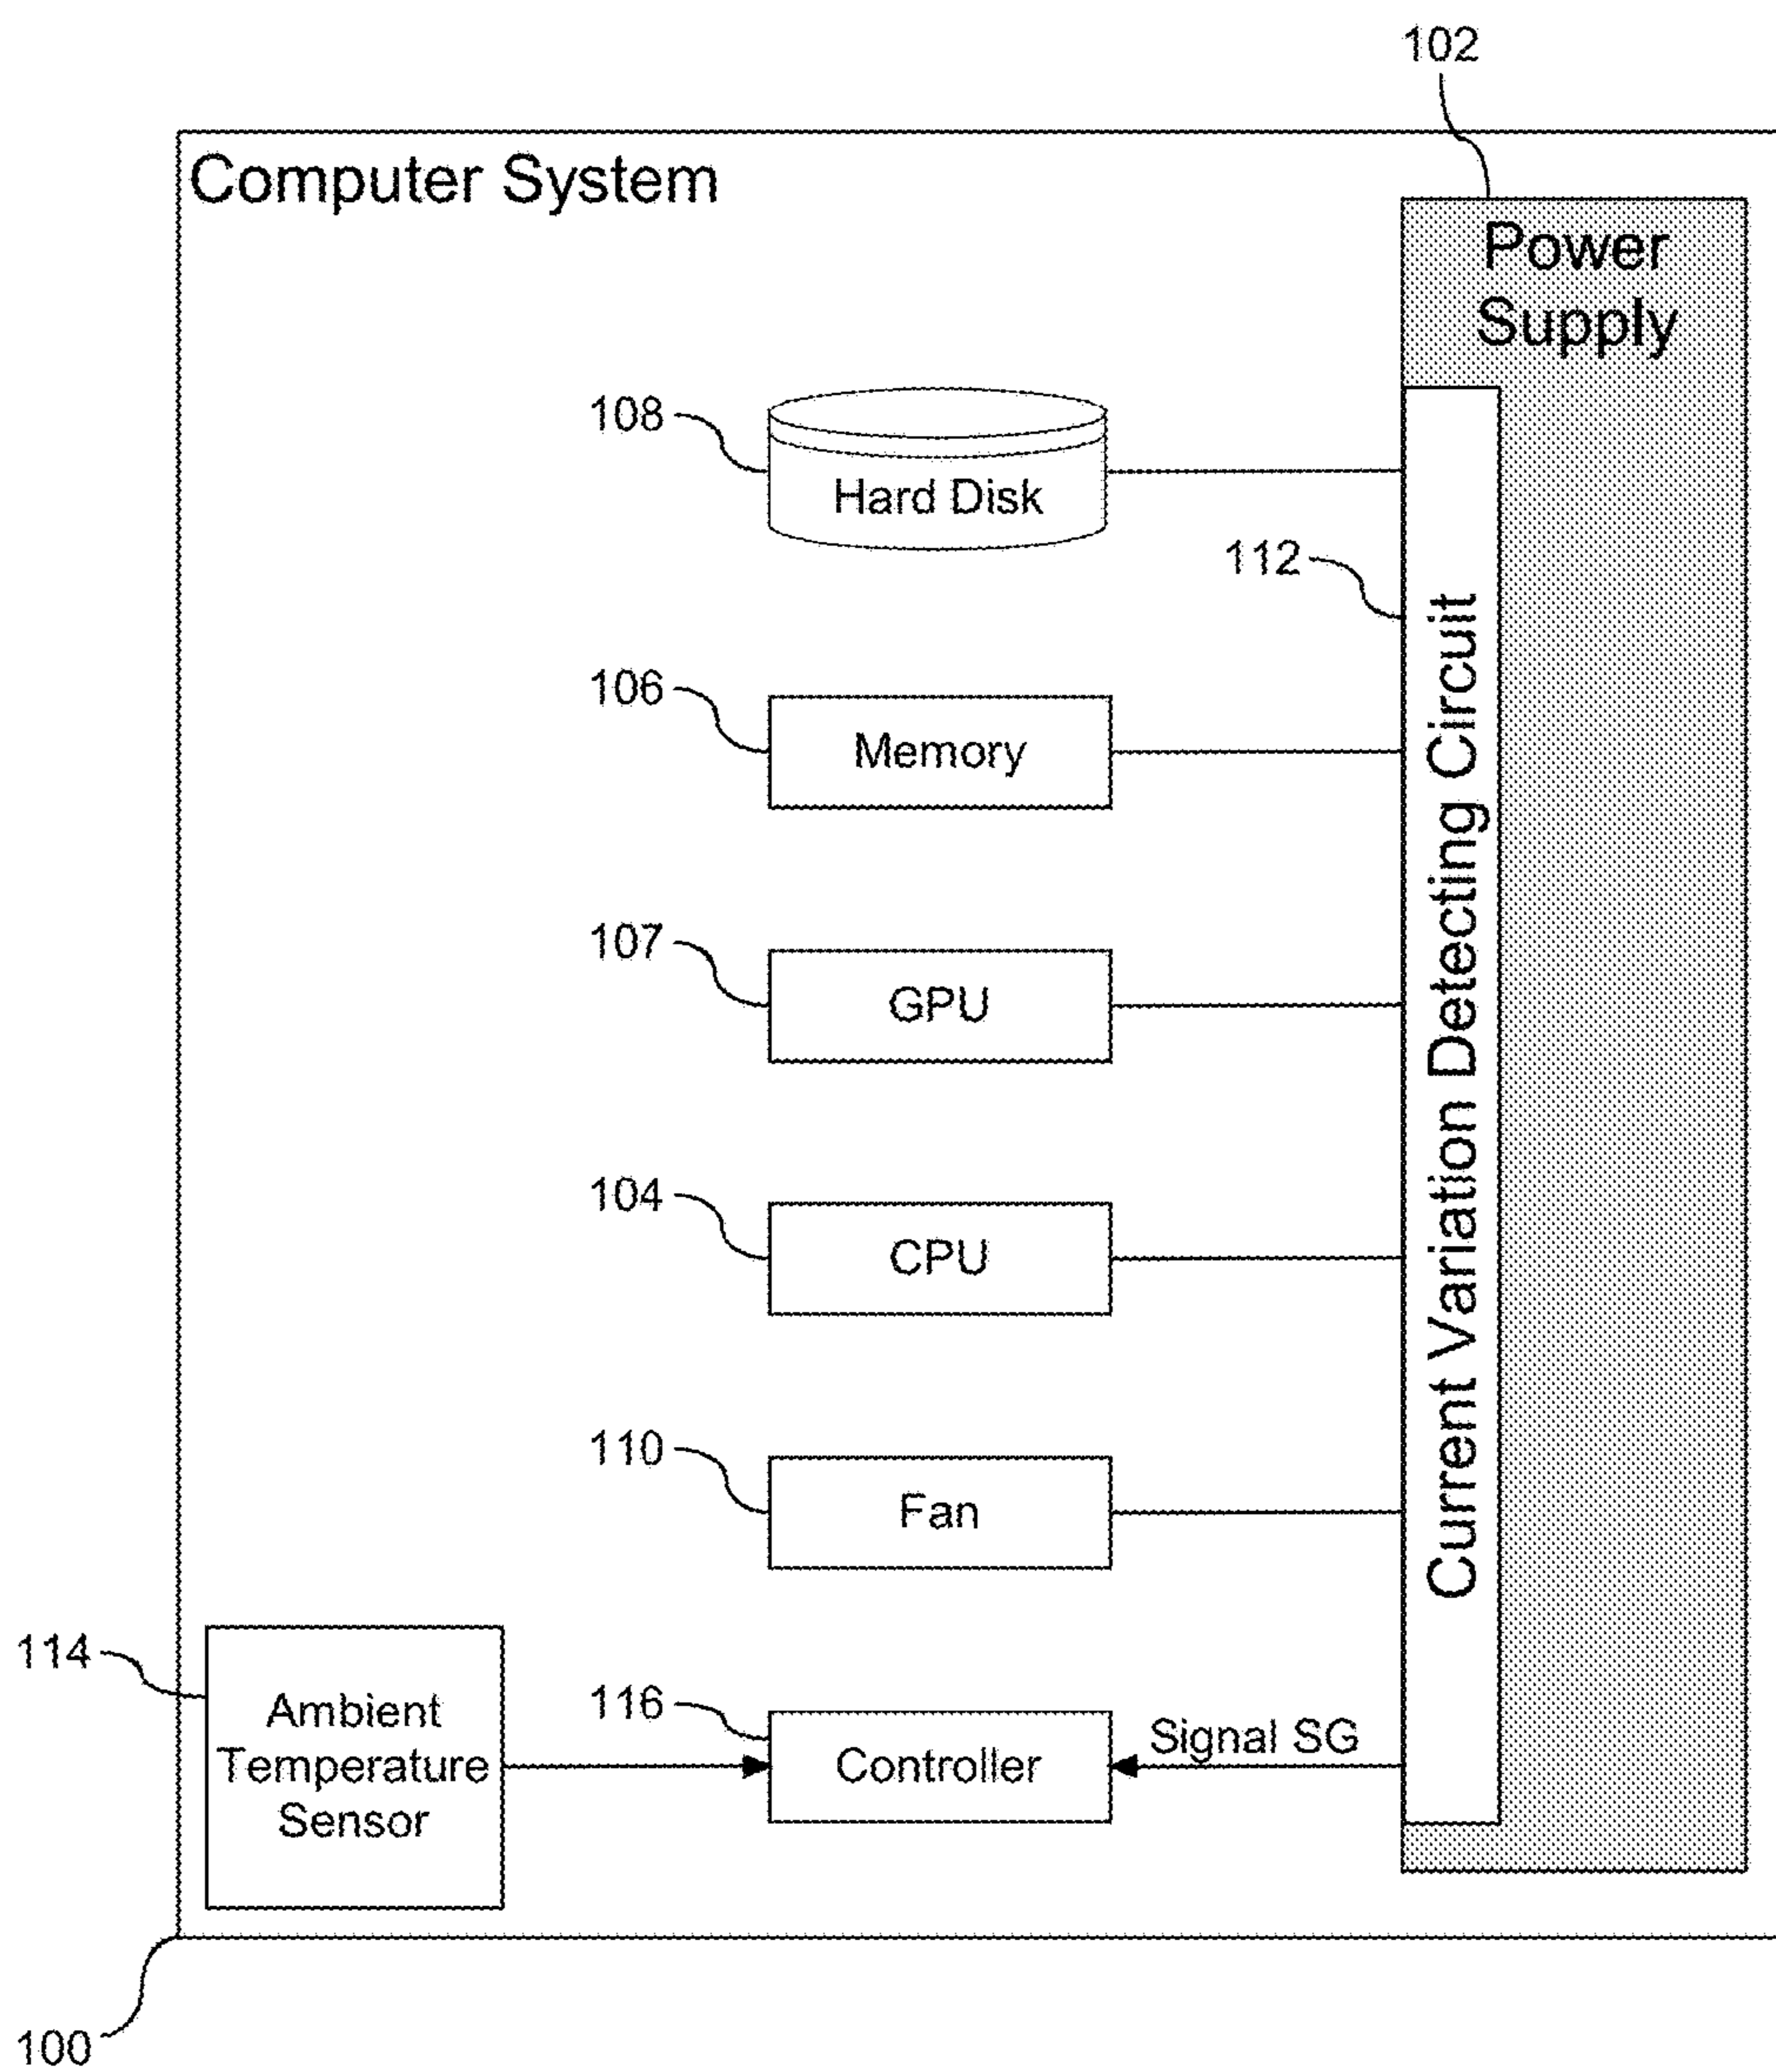 102
Computer System
Power
Supply
108
Hard Disk
112
Current Variation Detecting Circuit
106
Memory
107
GPU
104
CPU
110
Fan
114
Ambient
Temperature
Sensor
116
Controller
Signal SG
100